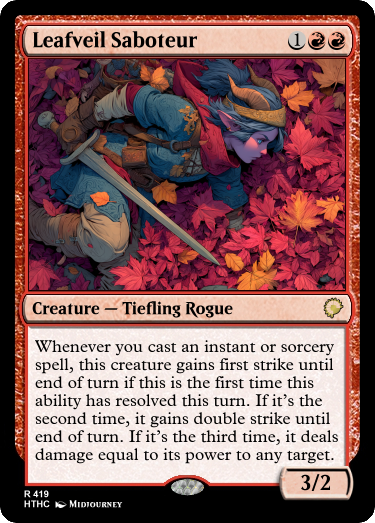 Leafveil Saboteur 1
Creature — Tiefling Rogue
Whenever you cast an instant or sorcery
spell, this creature gains first strike until
end of turn if this is the first time this
ability has resolved this turn. If it's the
second time, it gains double strike until
end of turn. If it's the third time, it deals
damage equal to its power to any target.
3/2
R 419
HTHC Midjourney